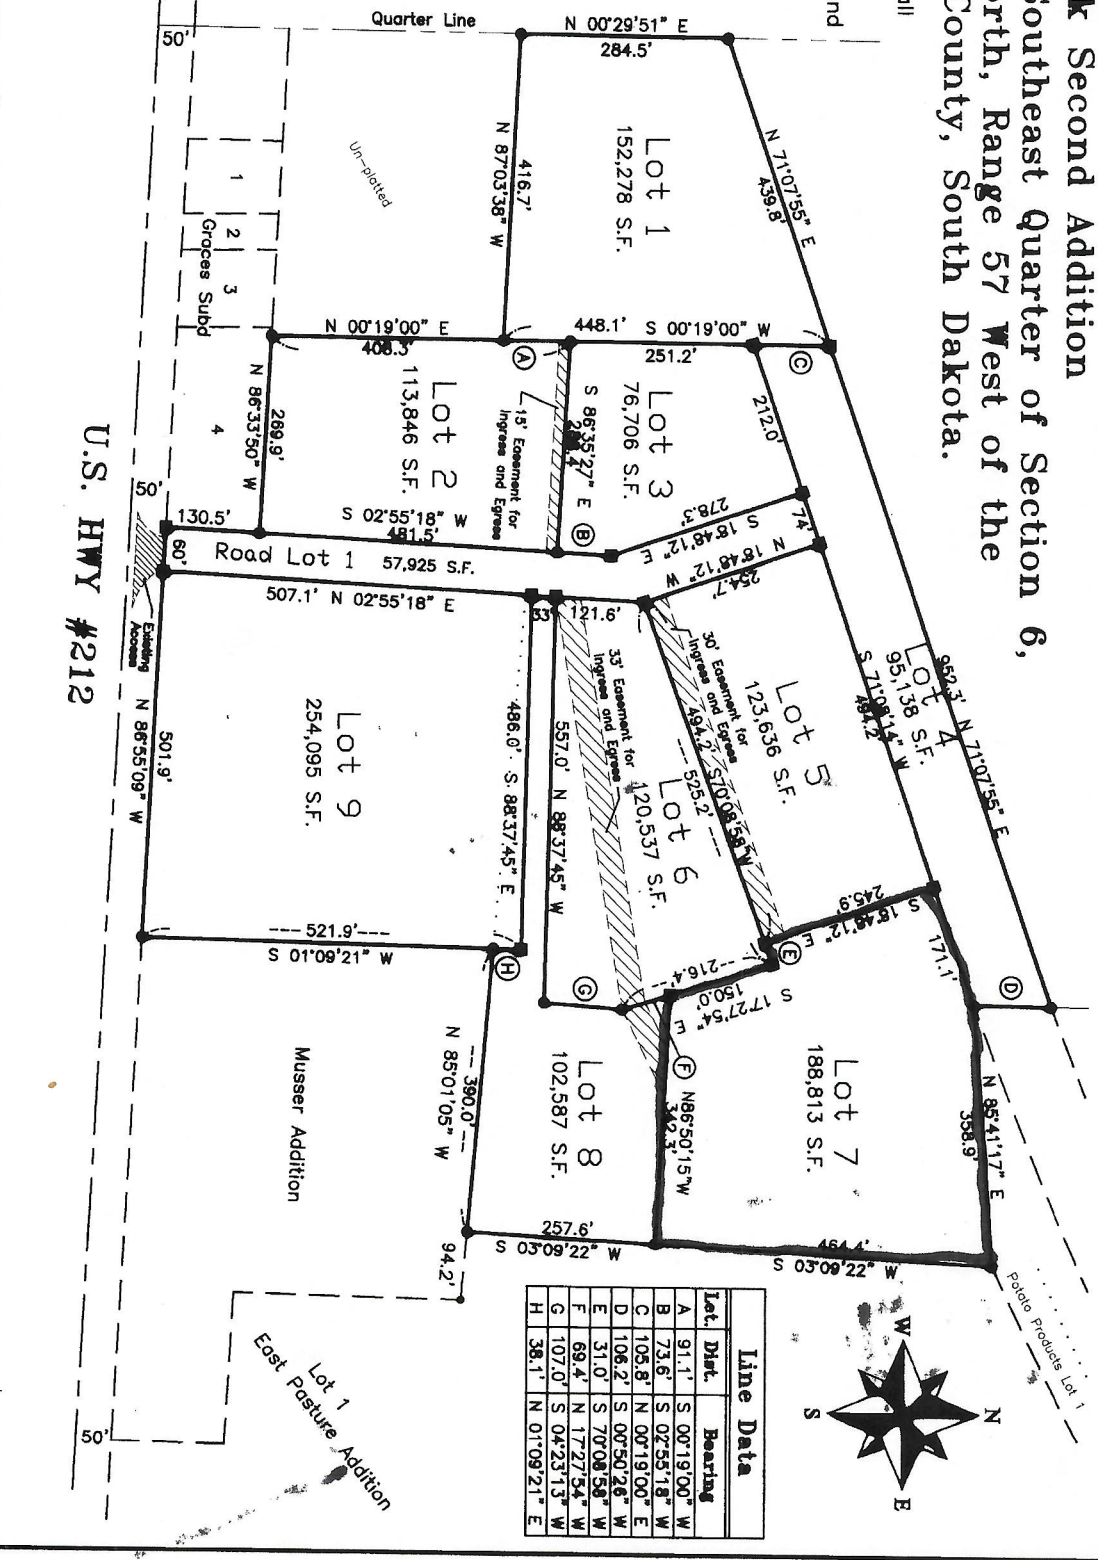 k Second Addition
Southeast Quarter of Section 6,
orth, Range 57 West of the
County, South Dakota.
all
nd
Quarter Line
50'
N 00°29'51" E
284.5'
Lot 1
152,278 S.F.
N 71°07'55" E
439.8'
416.7'
N 87°03'38" W
Un-platted
1
2
3
4
Graces Subd
N 00°19'00" E
408.3'
448.1'
S 00°19'00" W
251.2'
A
B
C
Lot 2
113,846 S.F.
269.9'
N 86°33'50" W
15' Easement for
Ingress and Egress
S 86°35'27" E
Lot 3
76,706 S.F.
212.0'
278.3'
S 18°48'12" E
74'
N 18°48'12" W
254.7'
50'
130.5'
60'
S 02°55'18" W
481.5'
Road Lot 1
57,925 S.F.
507.1' N 02°55'18" E
33'
121.6'
Existing
Access
U.S. HWY #212
501.9'
N 86°55'09" W
Lot 9
254,095 S.F.
486.0' S 88°37'45" E
557.0' N 88°37'45" W
33' Easement for
Ingress and Egress
30' Easement for
Ingress and Egress
Lot 4
95,138 S.F.
952.3' N 71°07'55" E
S 71°08'14" W
494.2'
Lot 5
123,636 S.F.
494.2' S70°08'58"W
525.2'
Lot 6
120,537 S.F.
245.9'
S 18°48'12" E
171.1'
D
E
F
G
H
216.4'
150.0'
S 17°27'54" E
521.9'
S 01°09'21" W
Lot 7
188,813 S.F.
N 85°41'17" E
358.9'
N86°50'15"W
342.3'
Lot 8
102,587 S.F.
390.0'
N 85°01'05" W
257.6'
S 03°09'22" W
464.4'
S 03°09'22" W
94.2'
Musser Addition
Lot 1
East Pasture Addition
Potato Products Lot 1
50'
N
E
S
W
Line Data
Let. Dist. Bearing
A 91.1' S 00°19'00" W
B 73.6' S 02°55'18" W
C 105.8' N 00°19'00" E
D 106.2' S 00°50'26" W
E 31.0' S 70°08'58" W
F 69.4' N 17°27'54" W
G 107.0' S 04°23'13" W
H 38.1' N 01°09'21" E